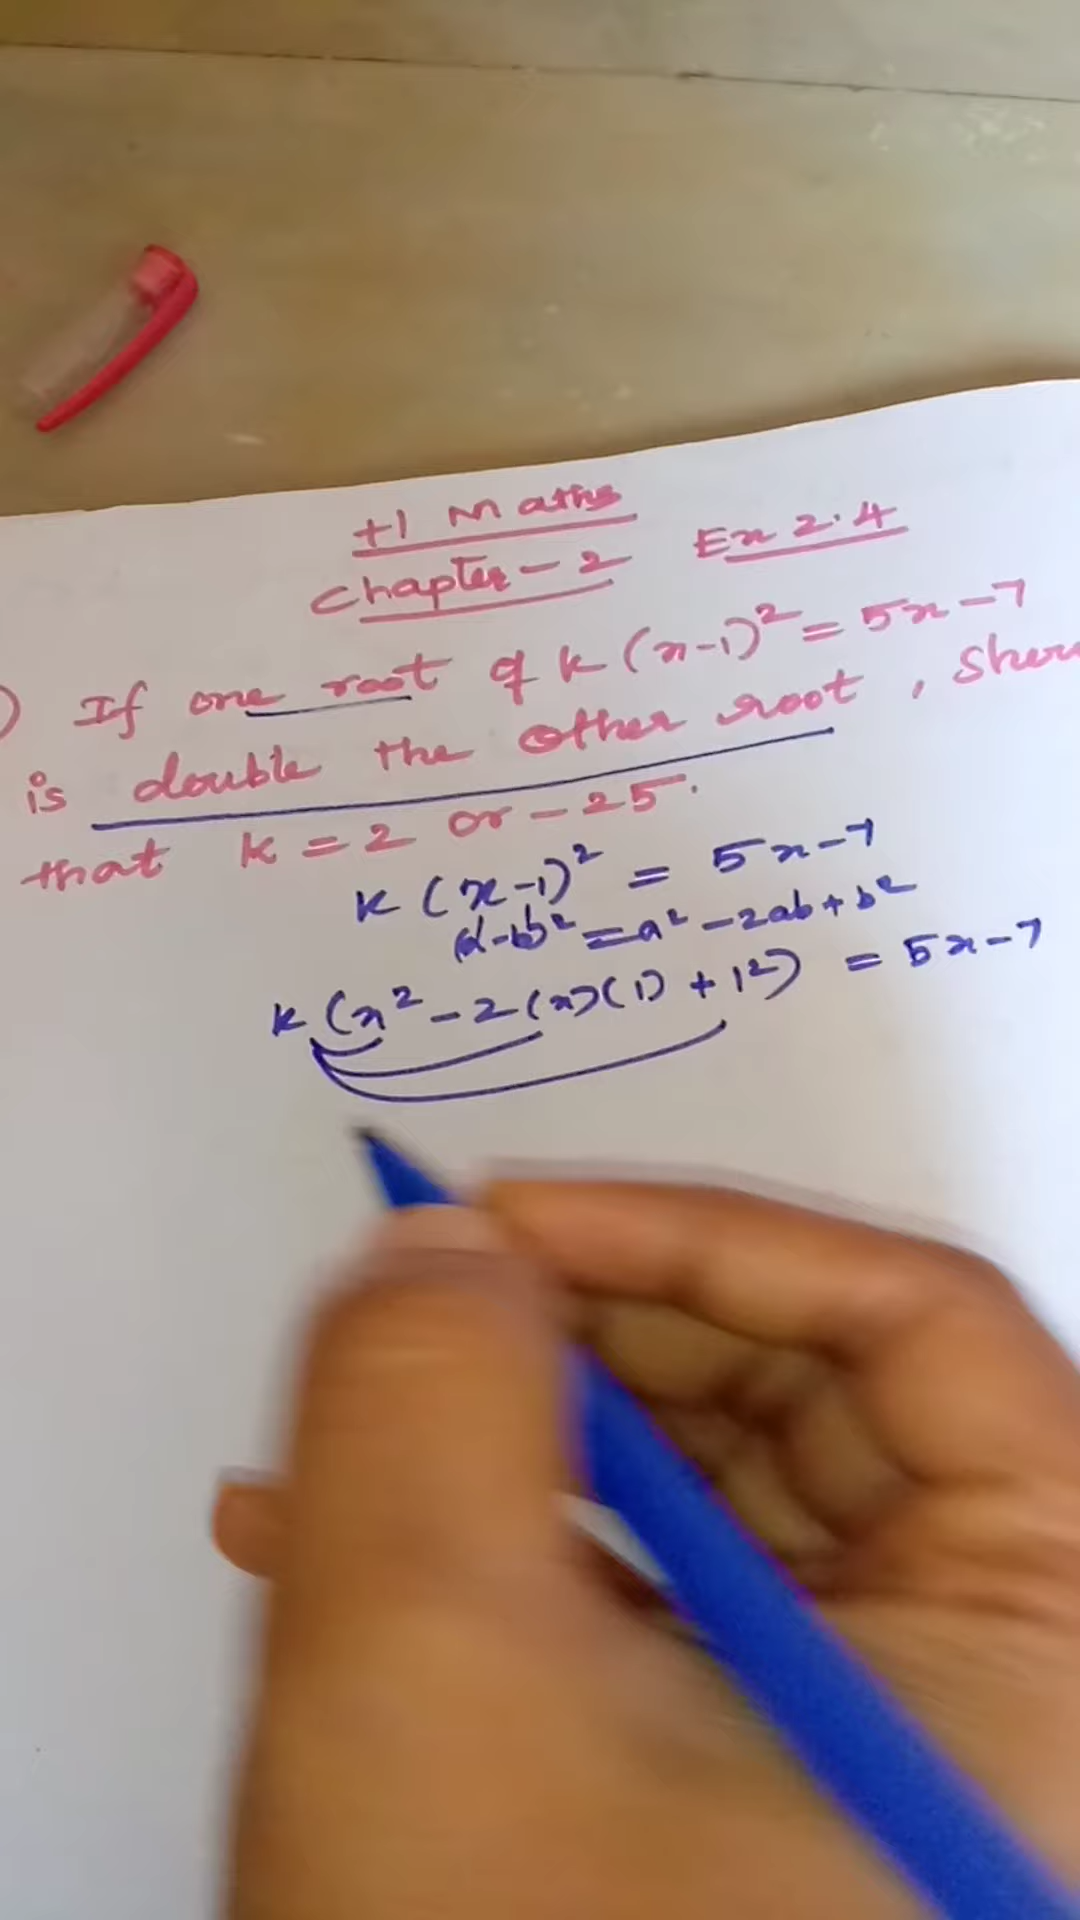 +1 Maths
Chapter - 2 Ex 2.4
) If one root of k(x-1)² = 5x-7
is double the other root, show
that k = 2 or -25.
k(x-1)² = 5x-7
(a-b)² = a² - 2ab + b²
k(x² - 2(x)(1) + 1²) = 5x-7